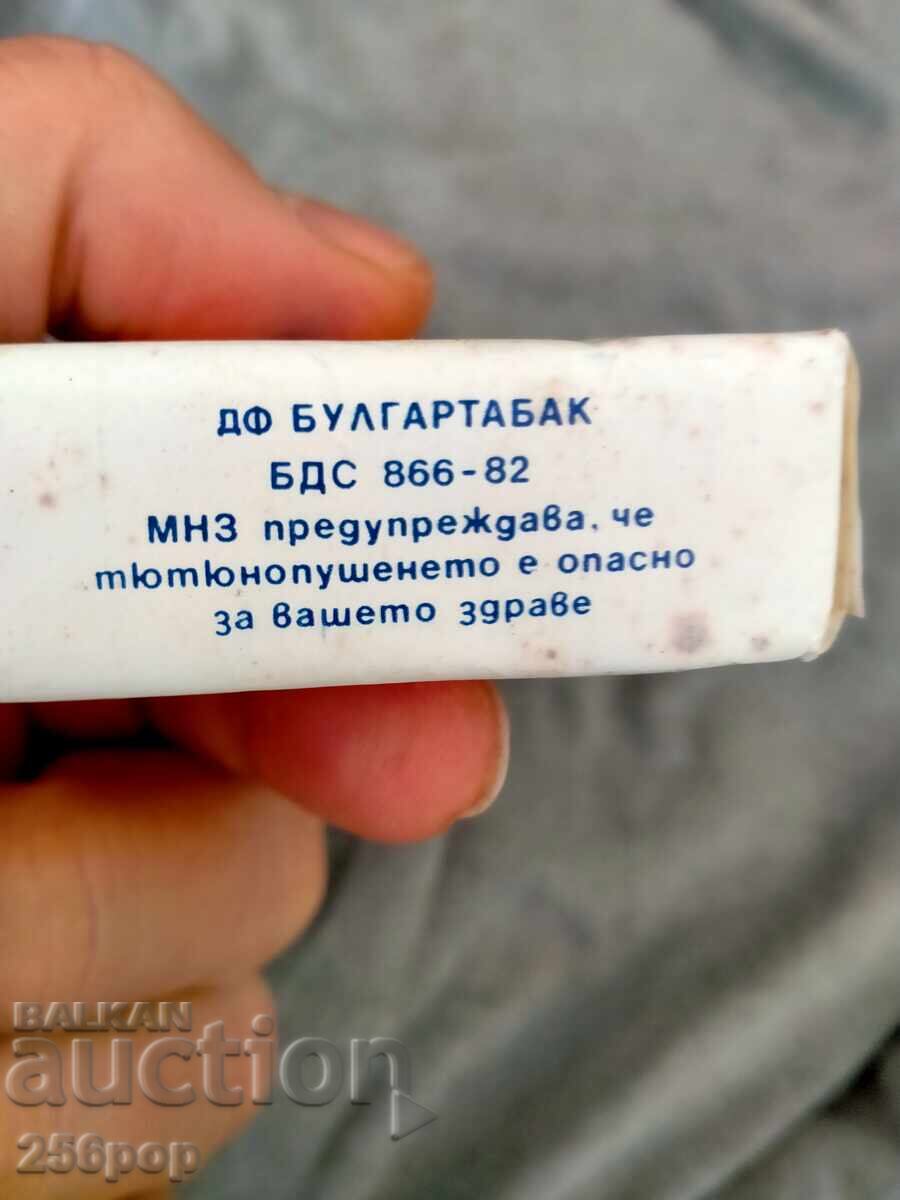 ДФ БУЛГАРТАБАК
БДС 866-82
МНЗ предупреждава, че
тютюнопушенето е опасно
за вашето здраве
BALKAN
auction
256pop